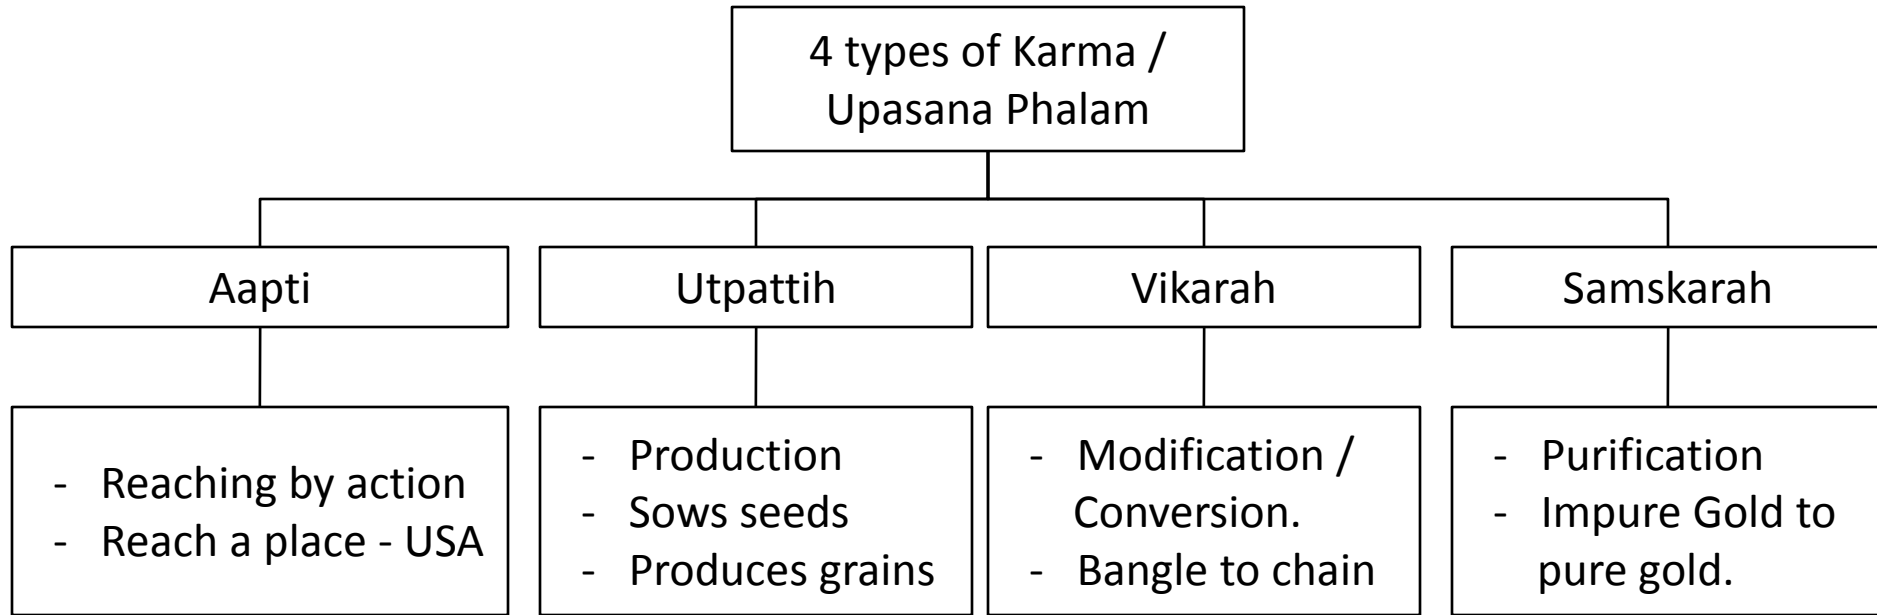 4 types of Karma /
Upasana Phalam
Aapti
Utpattih
Vikarah
Samskarah
- Reaching by action
- Reach a place - USA
- Production
- Sows seeds
- Produces grains
- Modification /
Conversion.
- Bangle to chain
- Purification
- Impure Gold to
pure gold.